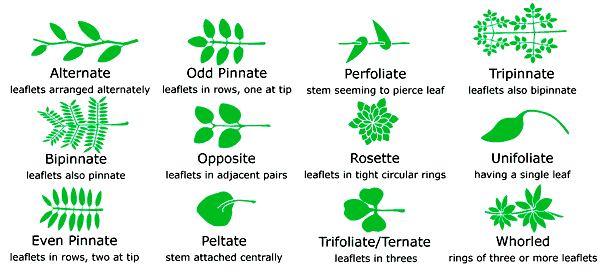 Alternate
leaflets arranged alternately
Odd Pinnate
leaflets in rows, one at tip
Perfoliate
stem seeming to pierce leaf
Tripinnate
leaflets also bipinnate
Bipinnate
leaflets also pinnate
Opposite
leaflets in adjacent pairs
Rosette
leaflets in tight circular rings
Unifoliate
having a single leaf
Even Pinnate
leaflets in rows, two at tip
Peltate
stem attached centrally
Trifoliate/Ternate
leaflets in threes
Whorled
rings of three or more leaflets